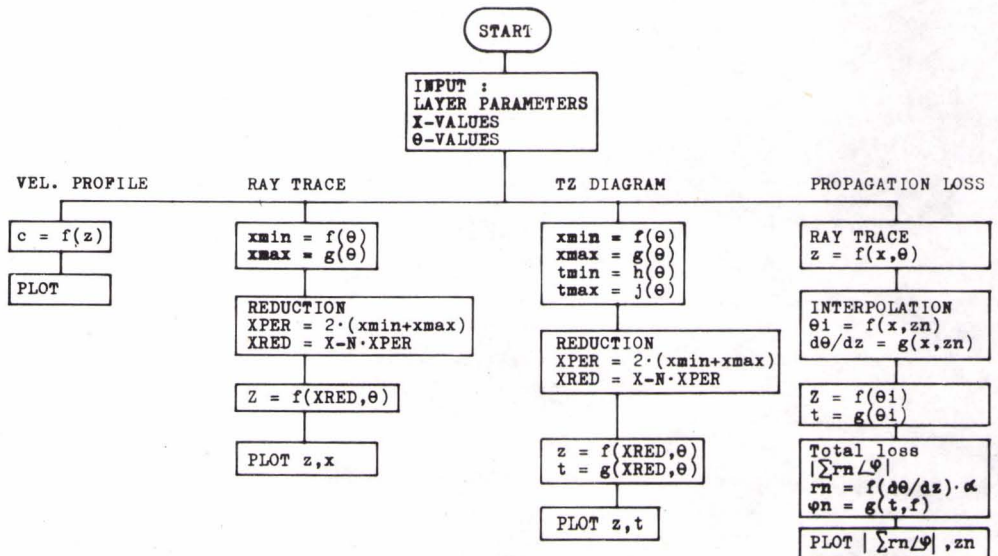 START
INPUT :
LAYER PARAMETERS
X-VALUES
θ-VALUES
VEL. PROFILE
c = f(z)
PLOT
RAY TRACE
xmin = f(θ)
xmax = g(θ)
REDUCTION
XPER = 2·(xmin+xmax)
XRED = X-N·XPER
Z = f(XRED,θ)
PLOT z,x
TZ DIAGRAM
xmin = f(θ)
xmax = g(θ)
tmin = h(θ)
tmax = j(θ)
REDUCTION
XPER = 2·(xmin+xmax)
XRED = X-N·XPER
z = f(XRED,θ)
t = g(XRED,θ)
PLOT z,t
PROPAGATION LOSS
RAY TRACE
z = f(x,θ)
INTERPOLATION
θi = f(x,zn)
dθ/dz = g(x,zn)
Z = f(θi)
t = g(θi)
Total loss
|∑rn∠φ|
rn = f(dθ/dz)·α
φn = g(t,f)
PLOT |∑rn∠φ|,zn